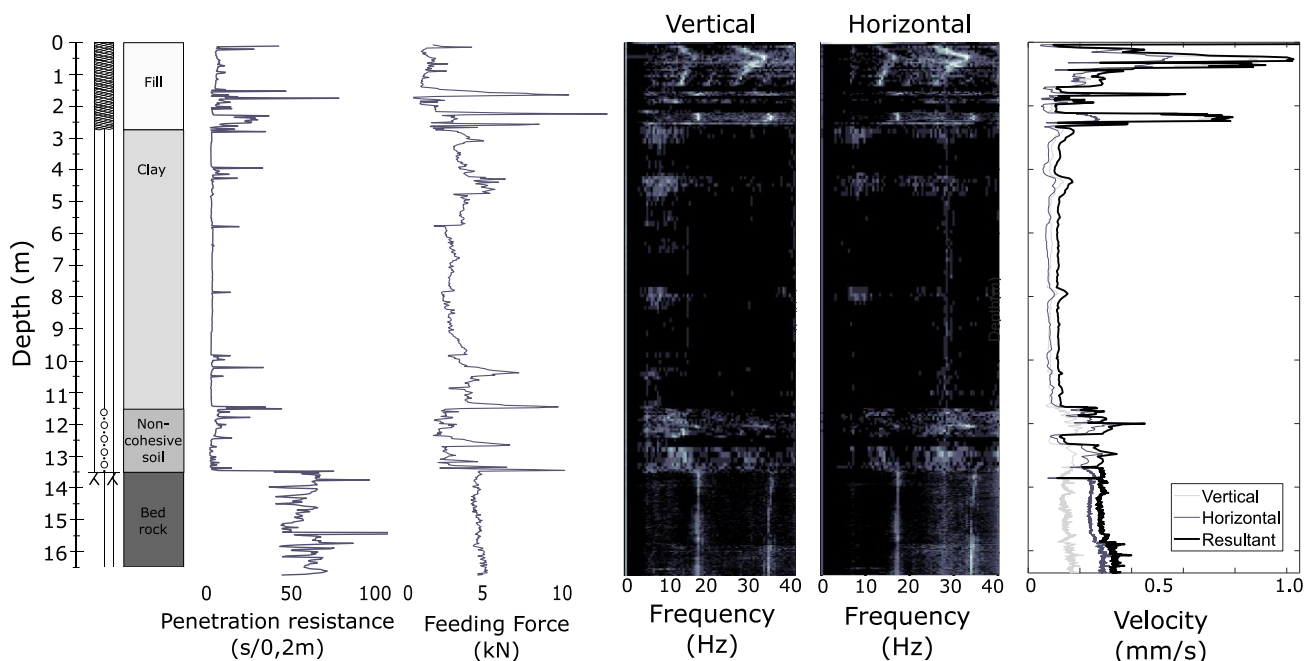 Vertical
Horizontal
0
1
2
3
4
5
6
7
8
9
10
11
12
13
14
15
16
Depth (m)
Fill
Clay
Non-
cohesive
soil
Bed
rock
Depth(m)
Vertical
Horizontal
Resultant
0
50
100
Penetration resistance
(s/0,2m)
0
5
10
Feeding Force
(kN)
0
10
20
30
40
Frequency
(Hz)
0
10
20
30
40
Frequency
(Hz)
0
0.5
1.0
Velocity
(mm/s)